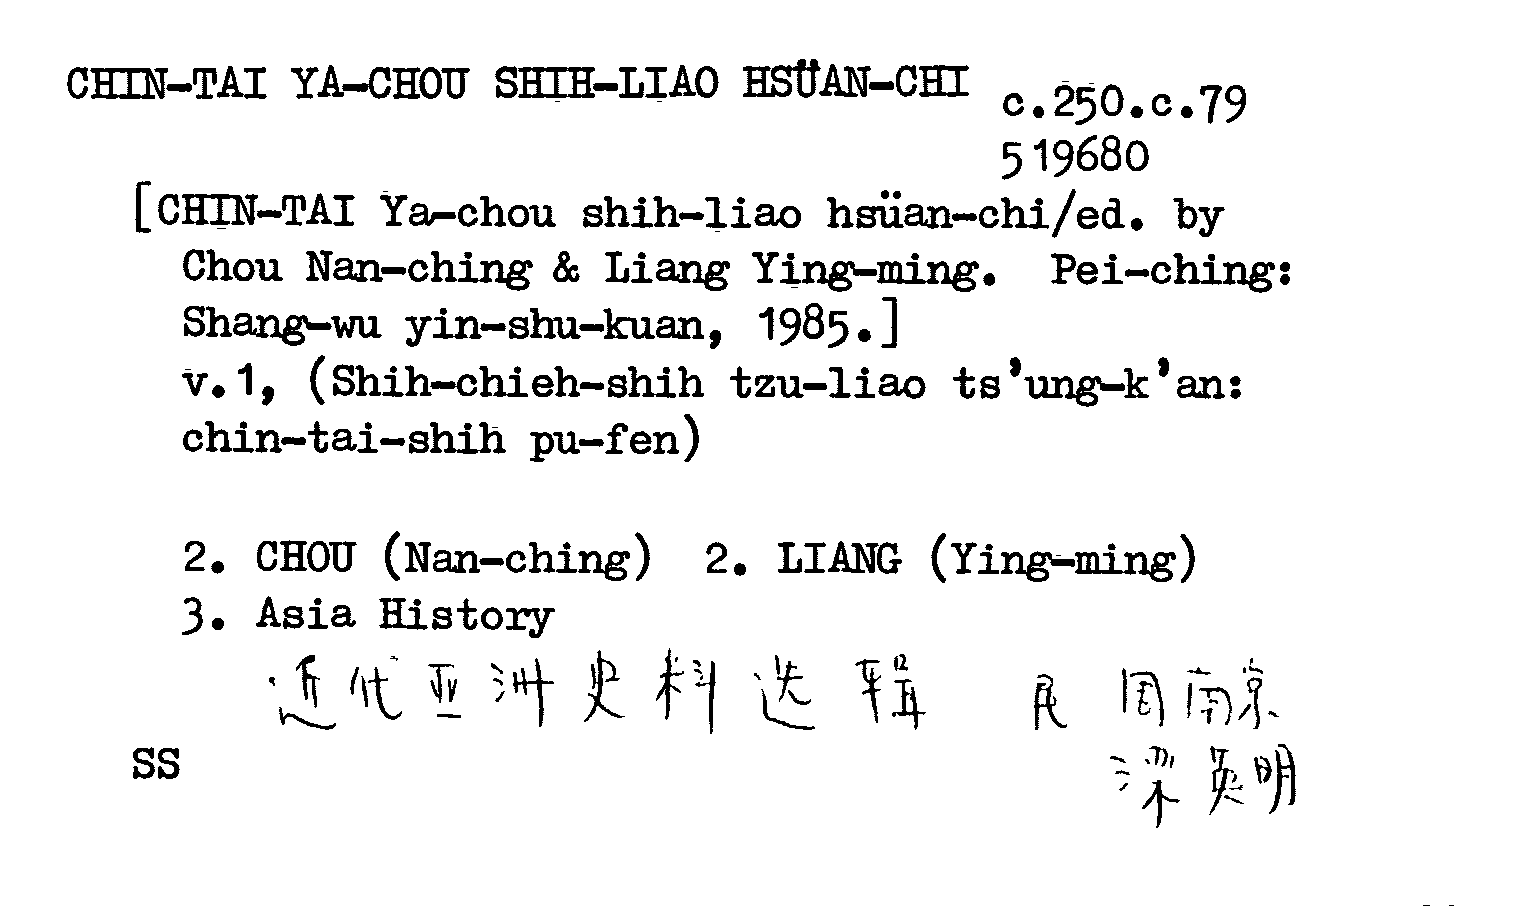 CHIN-TAI YA-CHOU SHIH-LIAO HSÜAN-CHI
c.250.c.79
519680
[CHIN-TAI Ya-chou shih-liao hsüan-chi/ed. by
Chou Nan-ching & Liang Ying-ming. Pei-ching:
Shang-wu yin-shu-kuan, 1985.]
v.1, (Shih-chieh-shih tzu-liao ts'ung-k'an:
chin-tai-shih pu-fen)
2. CHOU (Nan-ching) 2. LIANG (Ying-ming)
3. Asia History
近代亚洲史料选辑 周南京
梁英明
SS